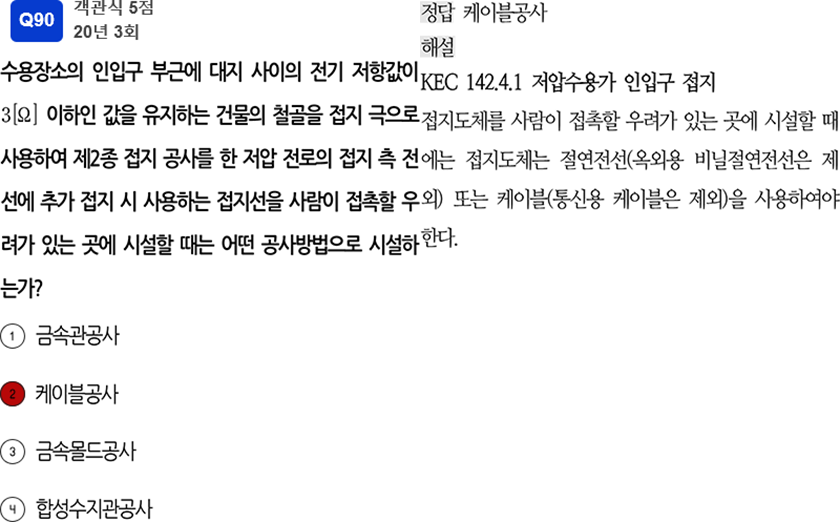 Q90
객관식 5점
20년 3회
수용장소의 인입구 부근에 대지 사이의 전기 저항값이
3[Ω] 이하인 값을 유지하는 건물의 철골을 접지 극으로
사용하여 제2종 접지 공사를 한 저압 전로의 접지 측 전
선에 추가 접지 시 사용하는 접지선을 사람이 접촉할 우
려가 있는 곳에 시설할 때는 어떤 공사방법으로 시설하
는가?
1 금속관공사
2 케이블공사
3 금속몰드공사
4 합성수지관공사
정답 케이블공사
해설
KEC 142.4.1 저압수용가 인입구 접지
접지도체를 사람이 접촉할 우려가 있는 곳에 시설할 때
에는 접지도체는 절연전선(옥외용 비닐절연전선은 제
외) 또는 케이블(통신용 케이블은 제외)을 사용하여야
한다.